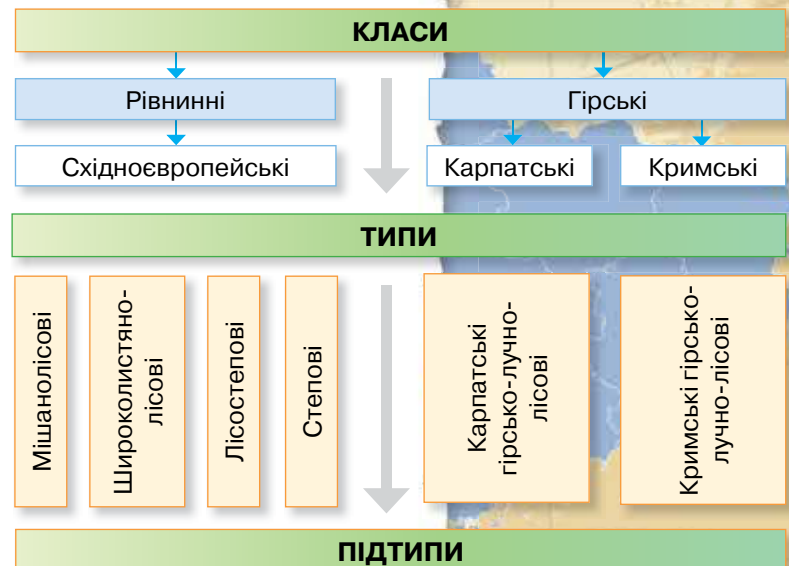 КЛАСИ
Рівнинні
Гірські
Східноєвропейські
Карпатські
Кримські
ТИПИ
Мішанолісові
Широколистяно-
лісові
Лісостепові
Степові
Карпатські
гірсько-лучно-
лісові
Кримські гірсько-
лучно-лісові
ПІДТИПИ